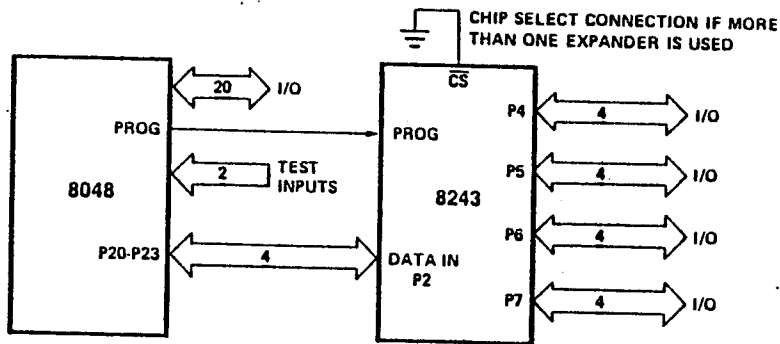 CHIP SELECT CONNECTION IF MORE
THAN ONE EXPANDER IS USED
CS
20
I/O
PROG
PROG
2
TEST
INPUTS
8048
8243
P20-P23
4
DATA IN
P2
P4
4
I/O
P5
4
I/O
P6
4
I/O
P7
4
I/O